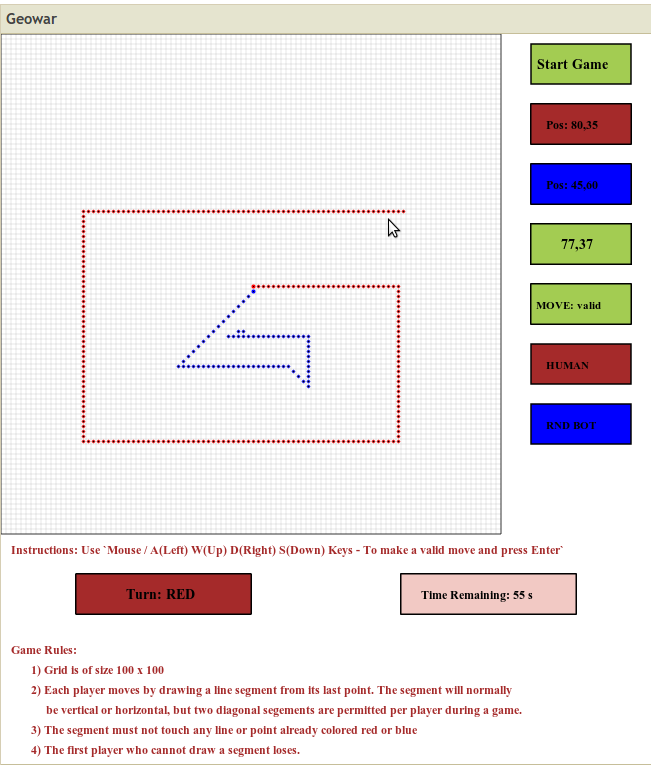 Geowar
Start Game
Pos: 80,35
Pos: 45,60
77,37
MOVE: valid
HUMAN
RND BOT
Instructions: Use `Mouse / A(Left) W(Up) D(Right) S(Down) Keys - To make a valid move and press Enter`
Turn: RED
Time Remaining: 55 s
Game Rules:
1) Grid is of size 100 x 100
2) Each player moves by drawing a line segment from its last point. The segment will normally
be vertical or horizontal, but two diagonal segements are permitted per player during a game.
3) The segment must not touch any line or point already colored red or blue
4) The first player who cannot draw a segment loses.